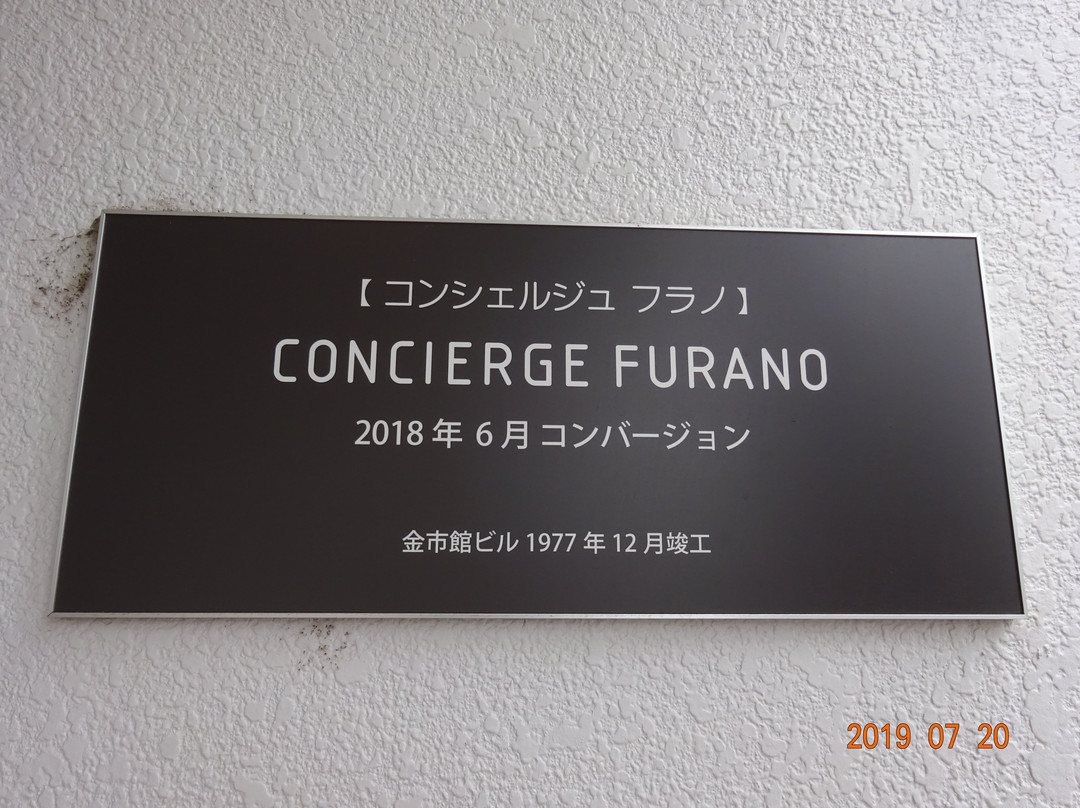 【 コンシェルジュ フラノ 】
CONCIERGE FURANO
2018 年 6 月 コンバージョン
金市館ビル 1977 年 12 月竣工
2019 07 20